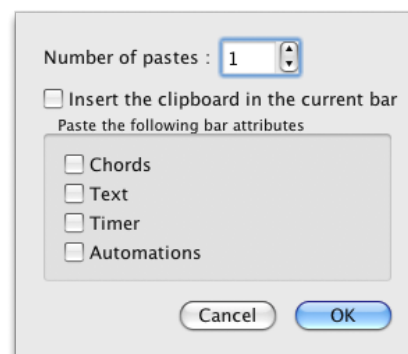 Number of pastes : 1
Insert the clipboard in the current bar
Paste the following bar attributes
Chords
Text
Timer
Automations
Cancel OK